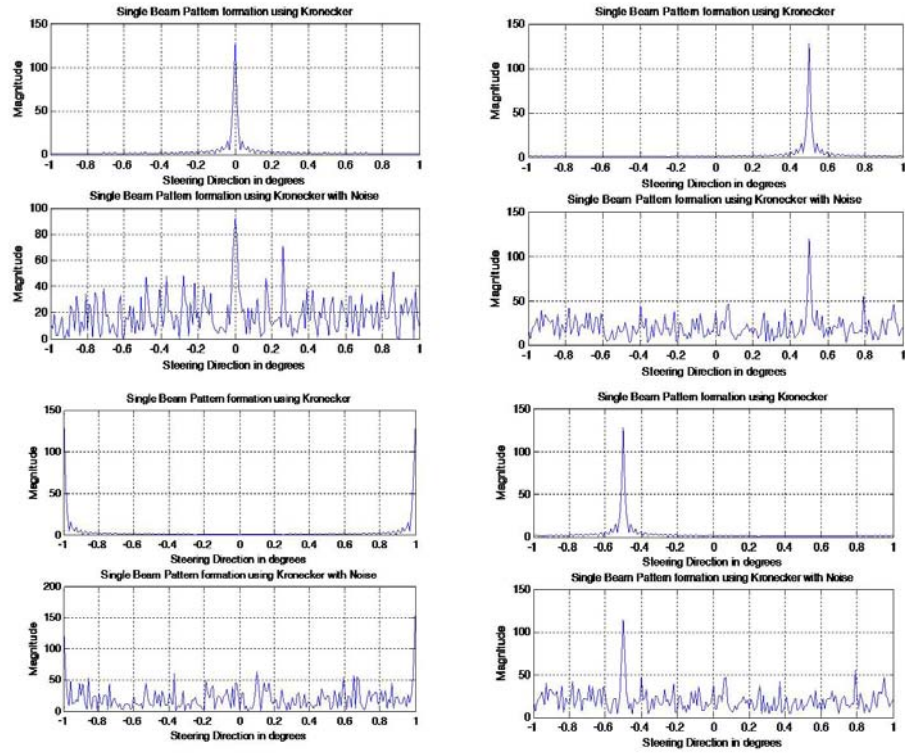 Single Beam Pattern formation using Kronecker
Magnitude
150
100
50
0
-1 -0.8 -0.6 -0.4 -0.2 0 0.2 0.4 0.6 0.8 1
Steering Direction in degrees
Single Beam Pattern formation using Kronecker with Noise
Magnitude
100
80
60
40
20
0
-1 -0.8 -0.6 -0.4 -0.2 0 0.2 0.4 0.6 0.8 1
Steering Direction in degrees
Single Beam Pattern formation using Kronecker
Magnitude
150
100
50
0
-1 -0.8 -0.6 -0.4 -0.2 0 0.2 0.4 0.6 0.8 1
Steering Direction in degrees
Single Beam Pattern formation using Kronecker with Noise
Magnitude
150
100
50
0
-1 -0.8 -0.6 -0.4 -0.2 0 0.2 0.4 0.6 0.8 1
Steering Direction in degrees
Single Beam Pattern formation using Kronecker
Magnitude
150
100
50
0
-1 -0.8 -0.6 -0.4 -0.2 0 0.2 0.4 0.6 0.8 1
Steering Direction in degrees
Single Beam Pattern formation using Kronecker with Noise
Magnitude
200
150
100
50
0
-1 -0.8 -0.6 -0.4 -0.2 0 0.2 0.4 0.6 0.8 1
Steering Direction in degrees
Single Beam Pattern formation using Kronecker
Magnitude
150
100
50
0
-1 -0.8 -0.6 -0.4 -0.2 0 0.2 0.4 0.6 0.8 1
Steering Direction in degrees
Single Beam Pattern formation using Kronecker with Noise
Magnitude
150
100
50
0
-1 -0.8 -0.6 -0.4 -0.2 0 0.2 0.4 0.6 0.8 1
Steering Direction in degrees